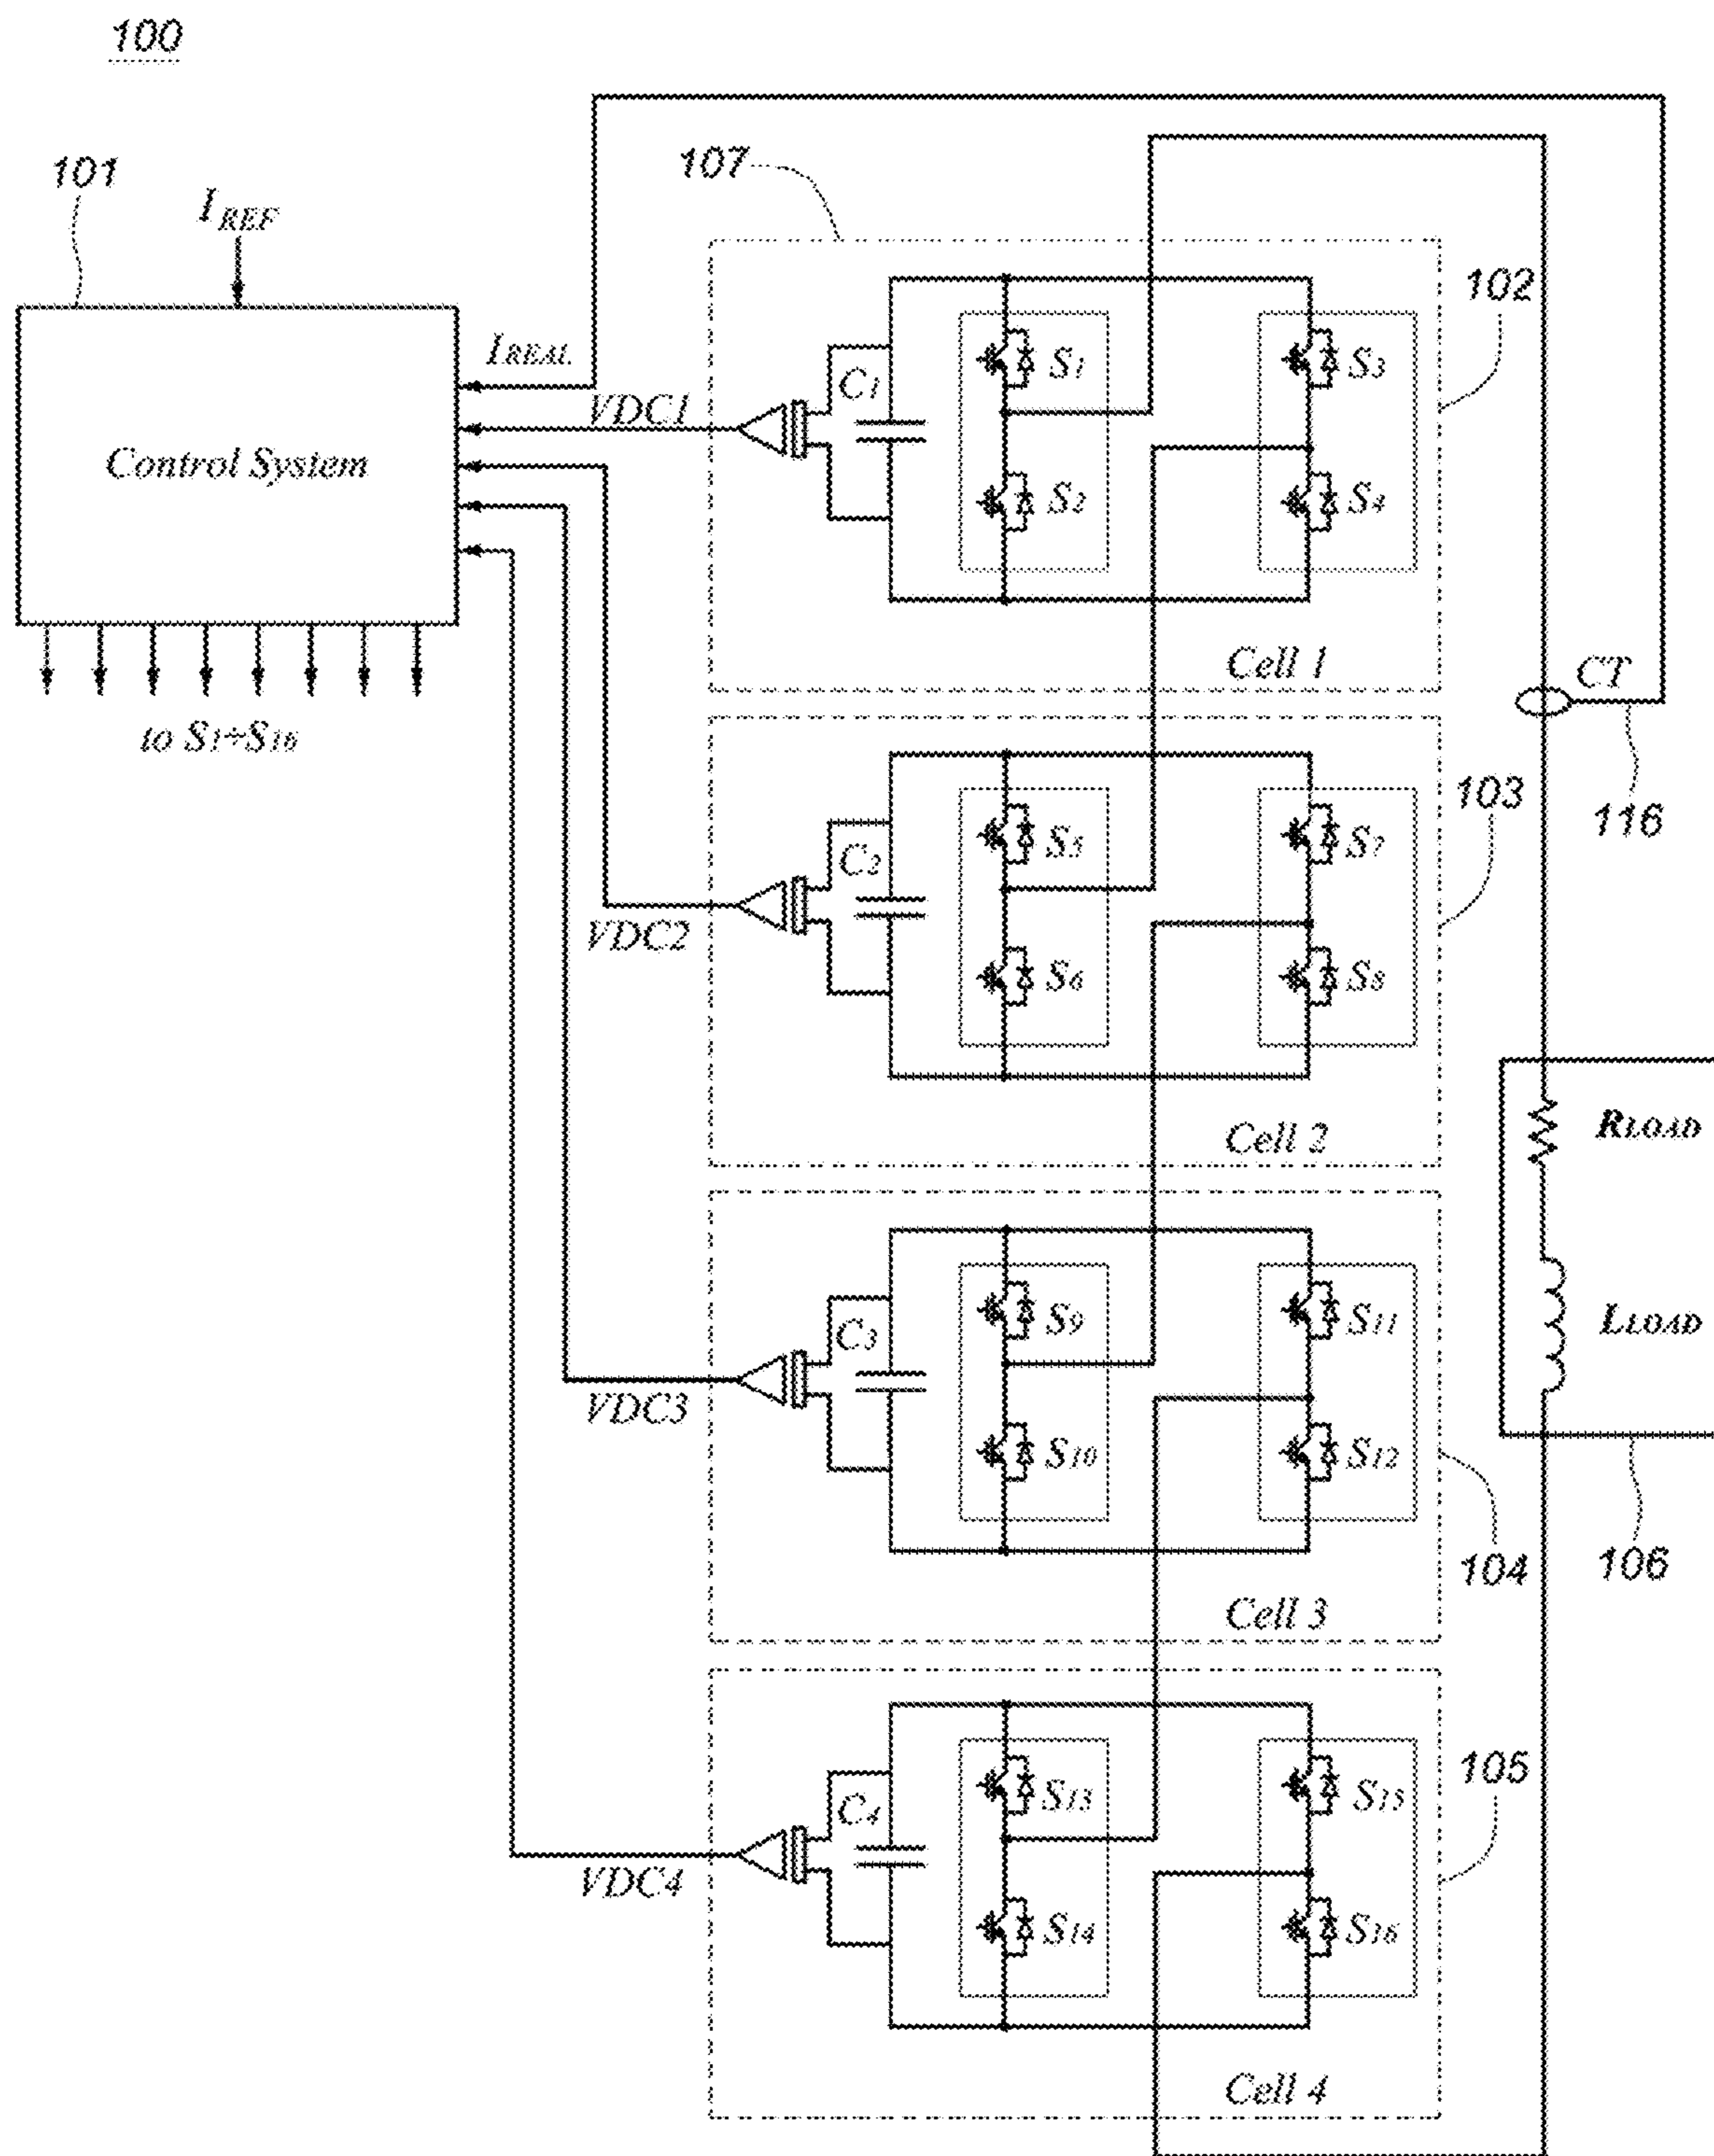 100
101
I REF
107
102
IREAL
VDC1
Control System
C1
S1
S3
S2
S4
Cell 1
CT
to S1÷S16
103
116
C2
S5
S7
VDC2
S6
S8
Cell 2
RLOAD
C3
S9
S11
LLOAD
VDC3
S10
S12
104
106
Cell 3
C4
S13
S15
105
VDC4
S14
S16
Cell 4